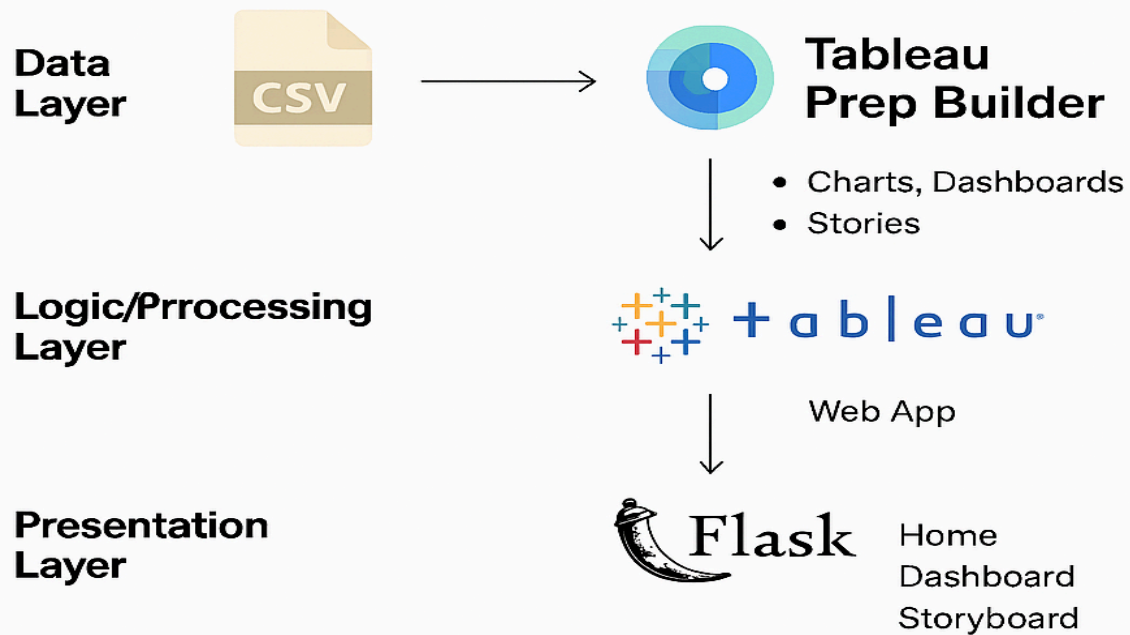 Data
Layer
CSV
Tableau
Prep Builder
• Charts, Dashboards
• Stories
Logic/Prrocessing
Layer
+ableau®
Web App
Presentation
Layer
Flask
Home
Dashboard
Storyboard